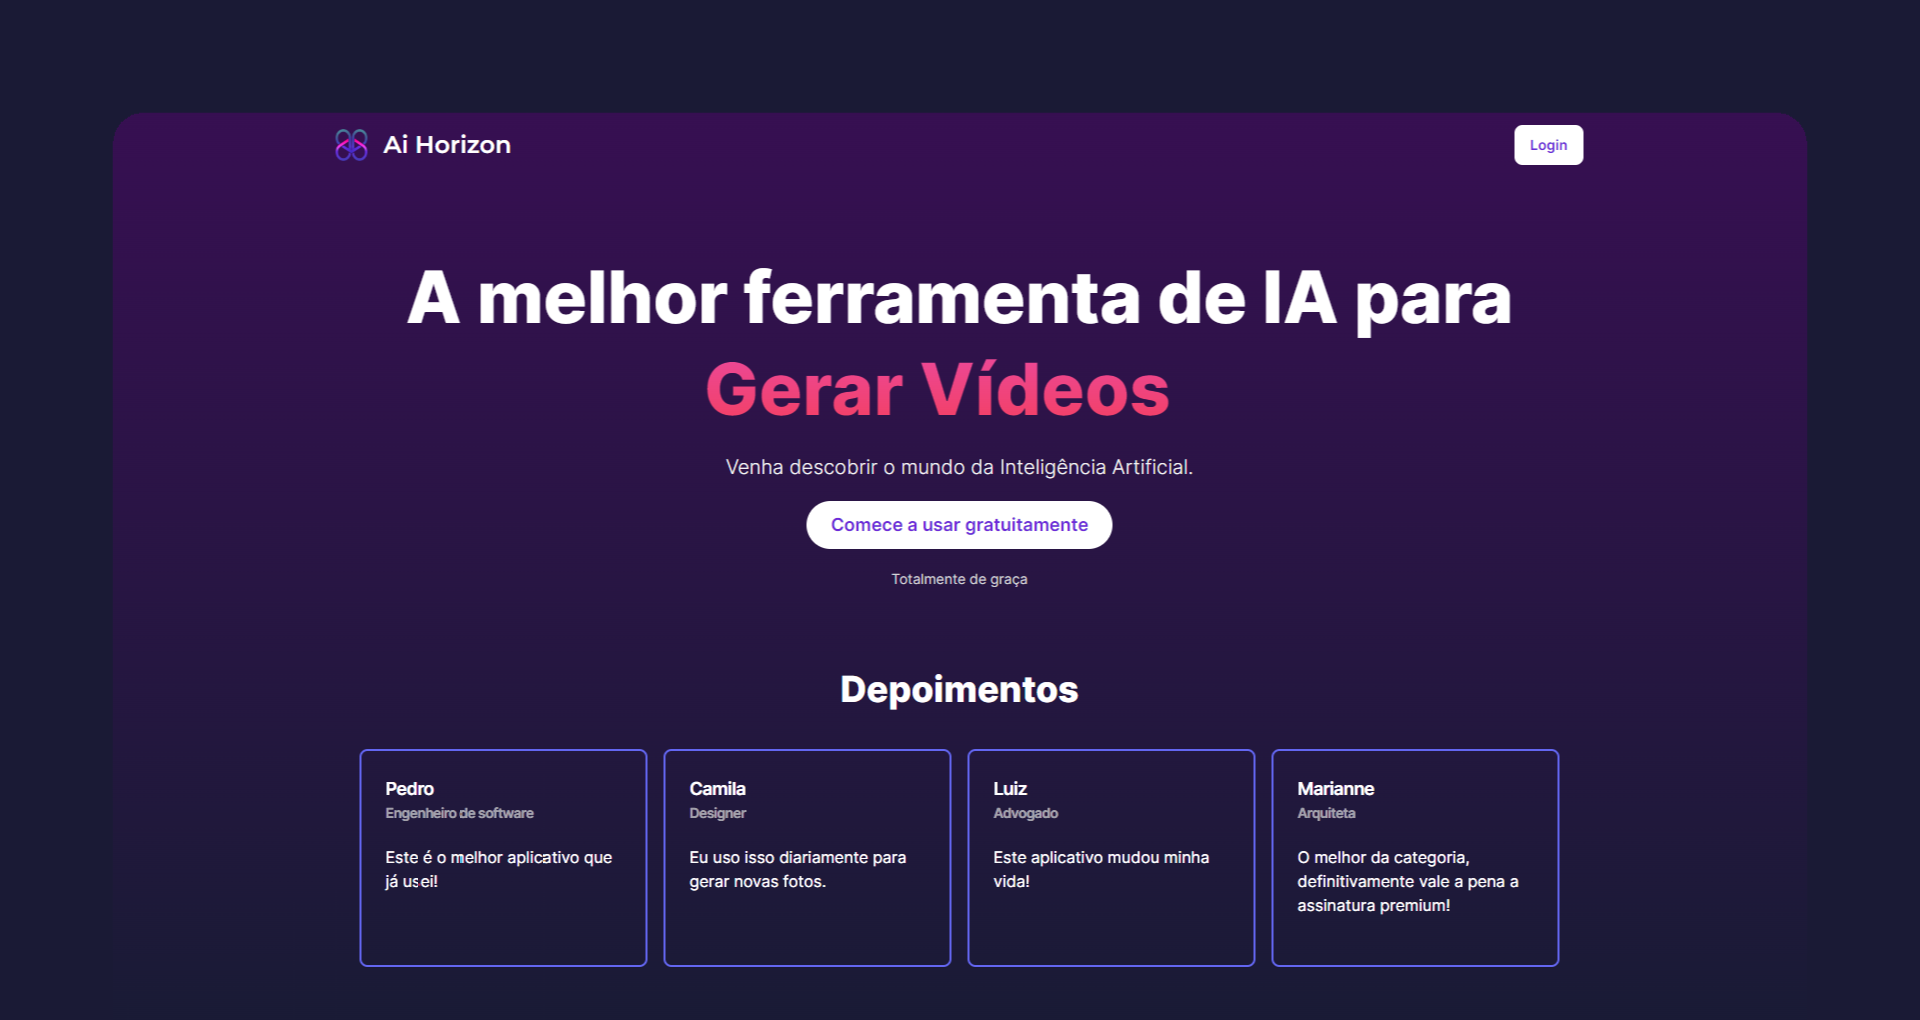 Ai Horizon
Login
A melhor ferramenta de IA para
Gerar Vídeos
Venha descobrir o mundo da Inteligência Artificial.
Comece a usar gratuitamente
Totalmente de graça
Depoimentos
Pedro
Engenheiro de software
Este é o melhor aplicativo que
já usei!
Camila
Designer
Eu uso isso diariamente para
gerar novas fotos.
Luiz
Advogado
Este aplicativo mudou minha
vida!
Marianne
Arquiteta
O melhor da categoria,
definitivamente vale a pena a
assinatura premium!